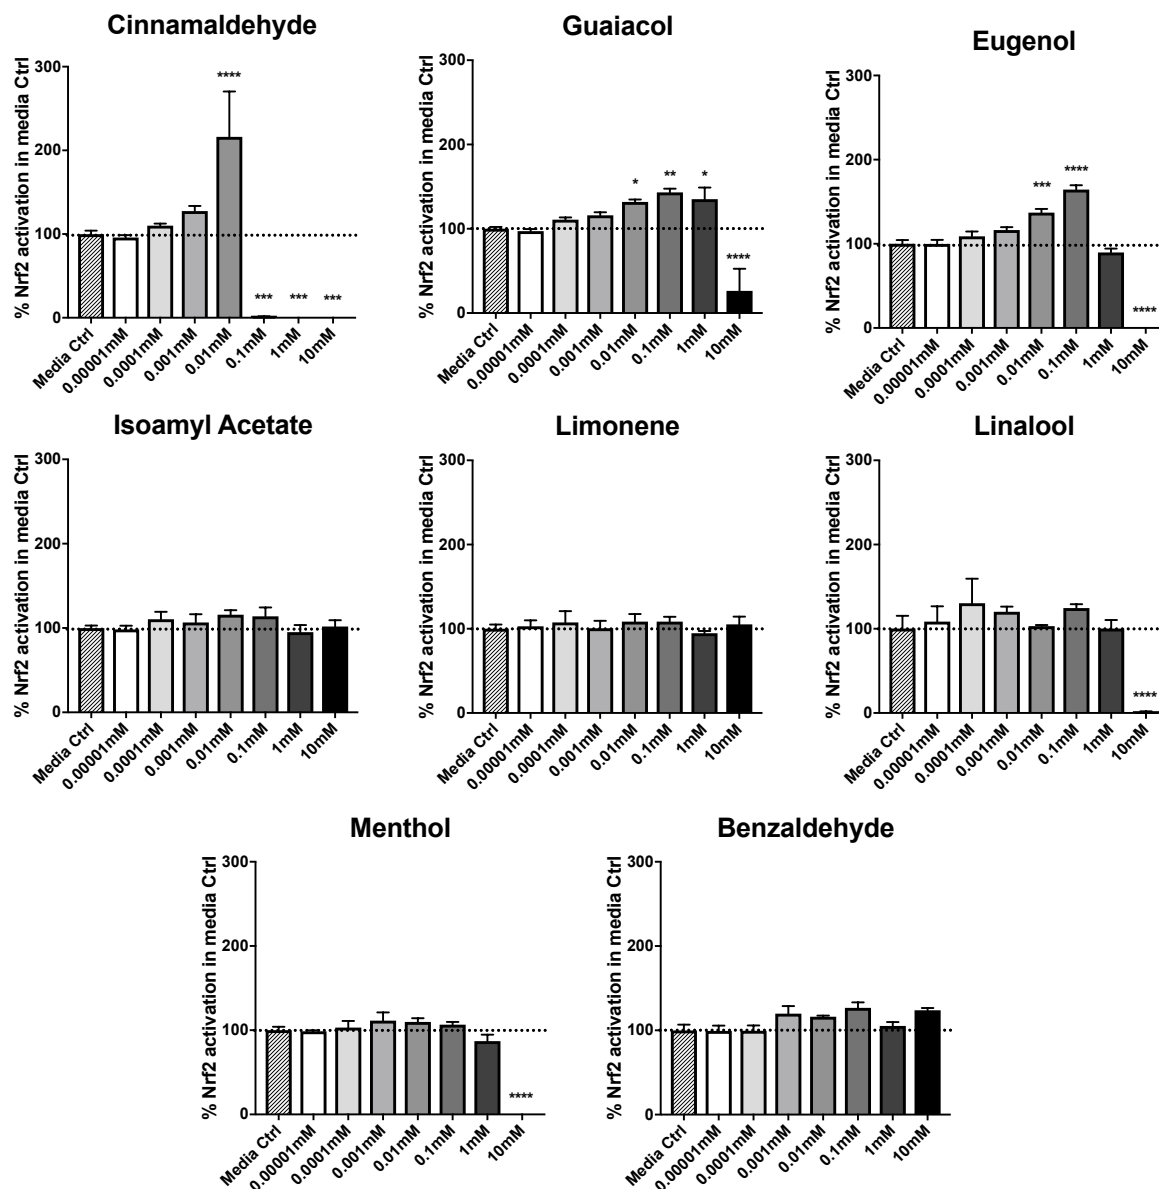 Cinnamaldehyde
% Nrf2 activation in media Ctrl
300
200
100
0
****
***
***
***
Media Ctrl
0.00001mM
0.0001mM
0.001mM
0.01mM
0.1mM
1mM
10mM
Guaiacol
% Nrf2 activation in media Ctrl
300
200
100
0
*
**
*
****
Media Ctrl
0.00001mM
0.0001mM
0.001mM
0.01mM
0.1mM
1mM
10mM
Eugenol
% Nrf2 activation in media Ctrl
300
200
100
0
***
****
****
Media Ctrl
0.00001mM
0.0001mM
0.001mM
0.01mM
0.1mM
1mM
10mM
Isoamyl Acetate
% Nrf2 activation in media Ctrl
300
200
100
0
Media Ctrl
0.00001mM
0.0001mM
0.001mM
0.01mM
0.1mM
1mM
10mM
Limonene
% Nrf2 activation in media Ctrl
300
200
100
0
Media Ctrl
0.00001mM
0.0001mM
0.001mM
0.01mM
0.1mM
1mM
10mM
Linalool
% Nrf2 activation in media Ctrl
300
200
100
0
****
Media Ctrl
0.00001mM
0.0001mM
0.001mM
0.01mM
0.1mM
1mM
10mM
Menthol
% Nrf2 activation in media Ctrl
300
200
100
0
****
Media Ctrl
0.00001mM
0.0001mM
0.001mM
0.01mM
0.1mM
1mM
10mM
Benzaldehyde
% Nrf2 activation in media Ctrl
300
200
100
0
Media Ctrl
0.00001mM
0.0001mM
0.001mM
0.01mM
0.1mM
1mM
10mM